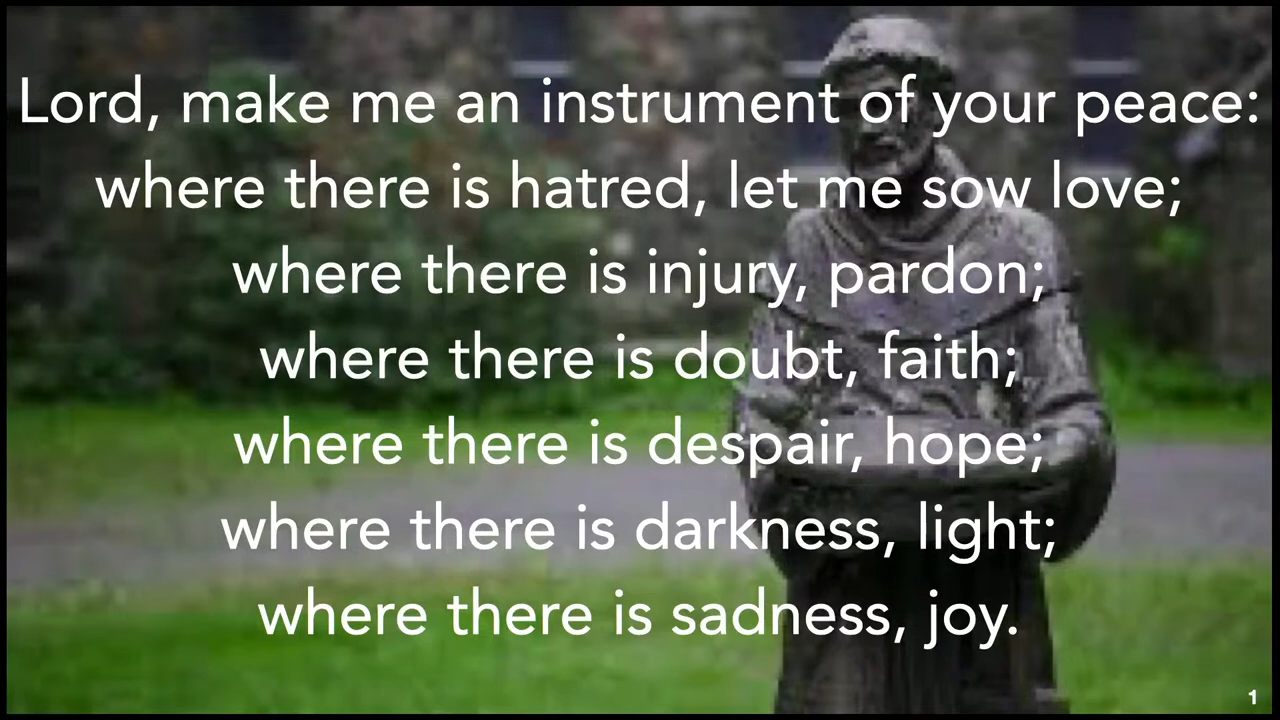 Lord, make me an instrument of your peace:
where there is hatred, let me sow love;
where there is injury, pardon;
where there is doubt, faith;
where there is despair, hope;
where there is darkness, light;
where there is sadness, joy.
1